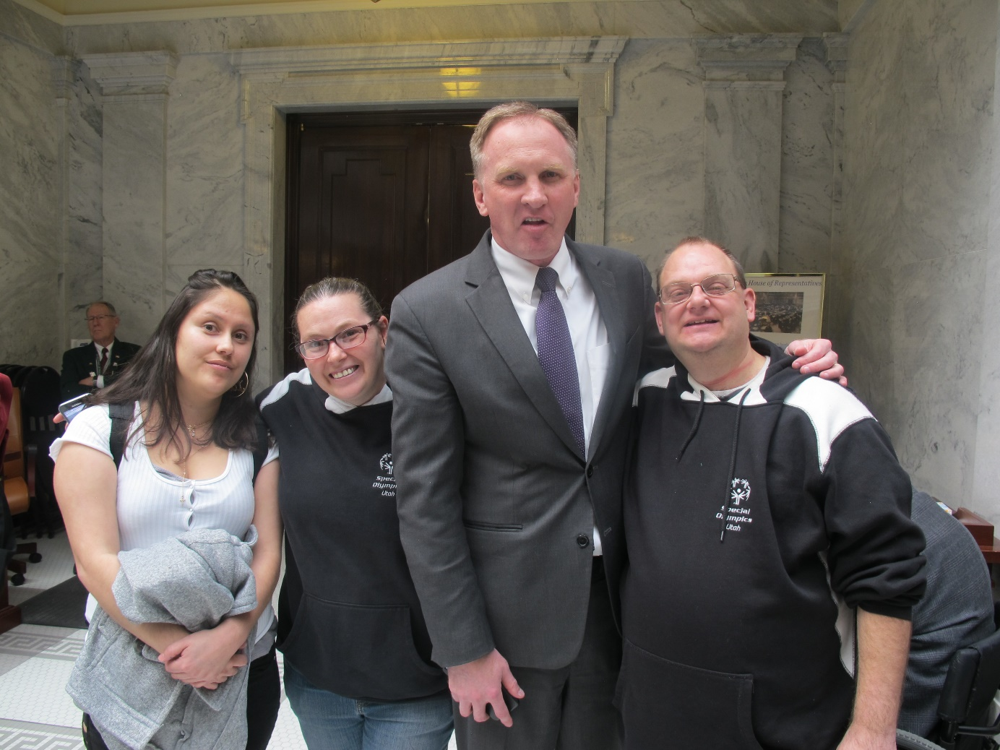 House of Representatives
Special
Olympics
Utah
Special
Olympics
Utah